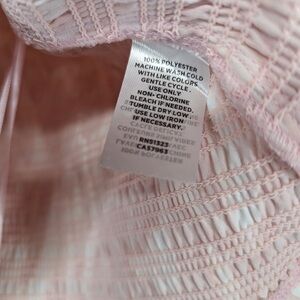 100% POLYESTER
MACHINE WASH COLD
WITH LIKE COLORS
GENTLE CYCLE.
USE ONLY
NON-CHLORINE
BLEACH IF NEEDED.
TUMBLE DRY LOW.
USE LOW IRON
IF NECESSARY.
RN51323
CA57963